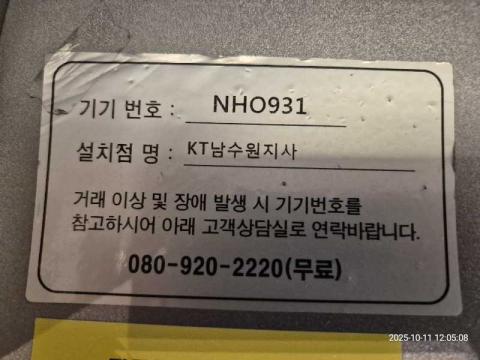 기기 번호 : NHO931
설치점 명 : KT남수원지사
거래 이상 및 장애 발생 시 기기번호를
참고하시어 아래 고객상담실로 연락바랍니다.
080-920-2220(무료)
2025-10-11 12:05:08